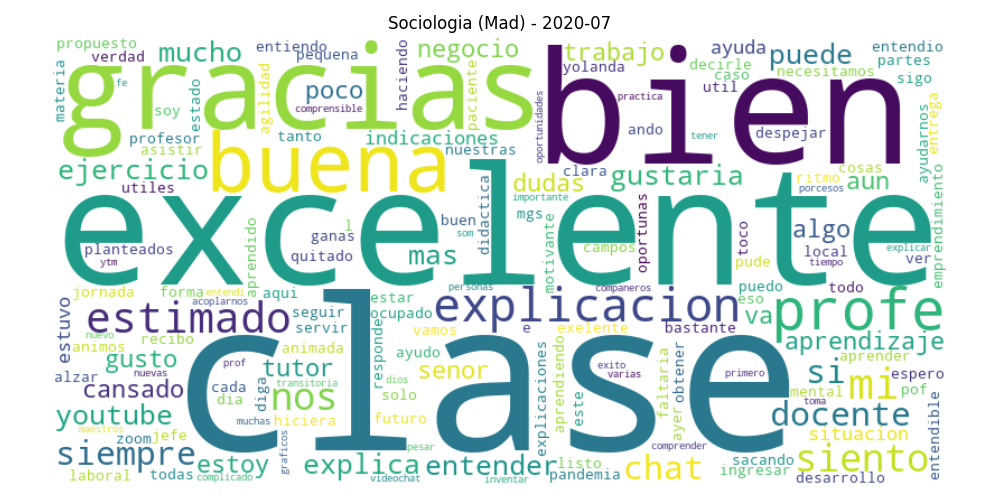 Sociologia (Mad) - 2020-07
propuesto
verdad
mucho
entiendo
pequena
haciendo
negocio
trabajo
ayuda
decirle
caso
puede
necesitamos
entendio
partes
sigo
gracias
bien
materia
fe
soy
estado
agilidad
poco
comprensible
paciente
yolanda
util
oportunidades
practica
ando
despejar
tener
ayudarnos
entrega
profesor
asistir
tanto
indicaciones
nuestras
buena
ejercicio
utiles
dudas
clara
gustaria
cosas
ritmo
porcesos
aun
importante
excelente
planteados
ytm
aprendido
l
ganas
quitado
buen
som
mas
didactica
mgs
motivante
campos
oportunas
toco
pude
algo
local
tiempo
explicar
ver
emprendimiento
jornada
forma
entendi
acoplarnos
aqui
estar
ocupado
personas
explicacion
companeros
puedo
eso
todo
va
profe
estuvo
estimado
seguir
servir
responde
vamos
e
exelente
bastante
aprendizaje
animos
nuevo
recibo
clase
gusto
nuevas
prof
animada
ayudo
tutor
senor
explicaciones
aprendiendo
este
exito
varias
faltaria
obtener
primero
si
mi
aprender
espero
alzar
cansado
cada
dia
diga
transitoria
nos
dios
solo
mental
pof
youtube
maestros
muchas
hiciera
futuro
ayer
toma
docente
situacion
entendible
siempre
zoom
jefe
graficos
pesar
comprender
laboral
todas
estoy
complicado
explica
videochat
entender
inventar
listo
pandemia
chat
sacando
ingresar
siento
desarrollo